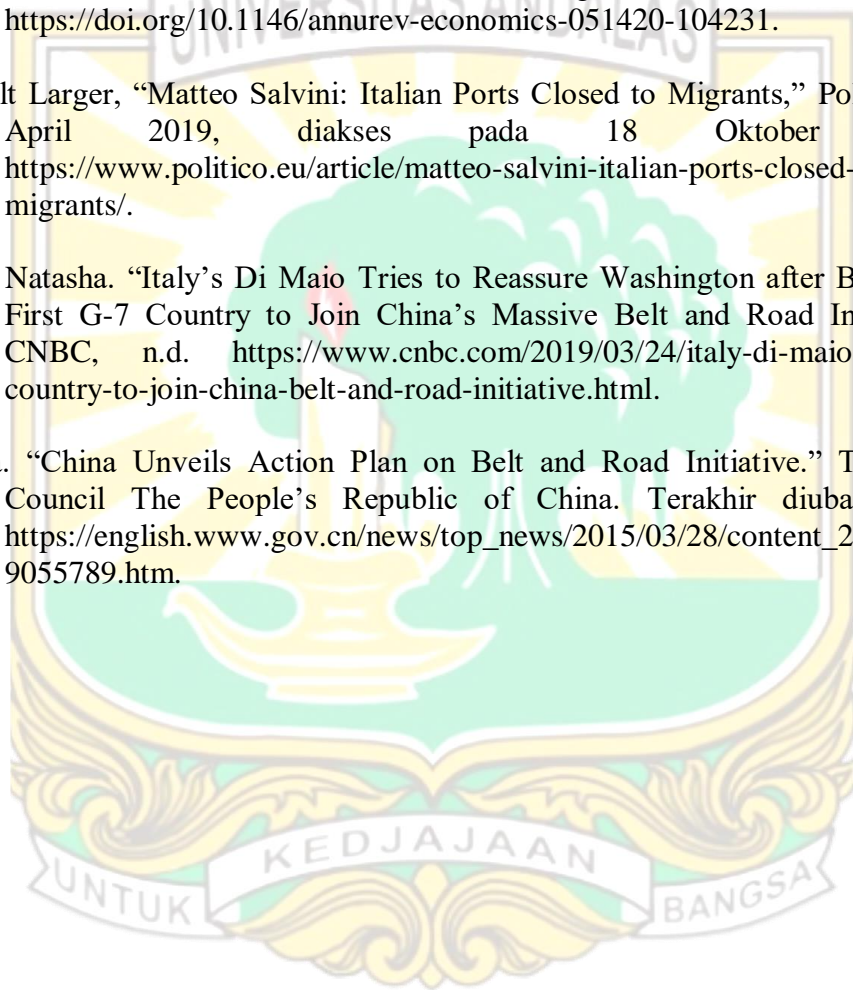 UNIVERSITAS ANDALAS
https://doi.org/10.1146/annurev-economics-051420-104231.
lt Larger, “Matteo Salvini: Italian Ports Closed to Migrants,” Po
April 2019, diakses pada 18 Oktober
https://www.politico.eu/article/matteo-salvini-italian-ports-closed-
migrants/.
Natasha. “Italy’s Di Maio Tries to Reassure Washington after B
First G-7 Country to Join China’s Massive Belt and Road In
CNBC, n.d. https://www.cnbc.com/2019/03/24/italy-di-maio
country-to-join-china-belt-and-road-initiative.html.
. “China Unveils Action Plan on Belt and Road Initiative.” T
Council The People’s Republic of China. Terakhir diuba
https://english.www.gov.cn/news/top_news/2015/03/28/content_2
9055789.htm.
UNTUK KEDJAJAAN BANGSA